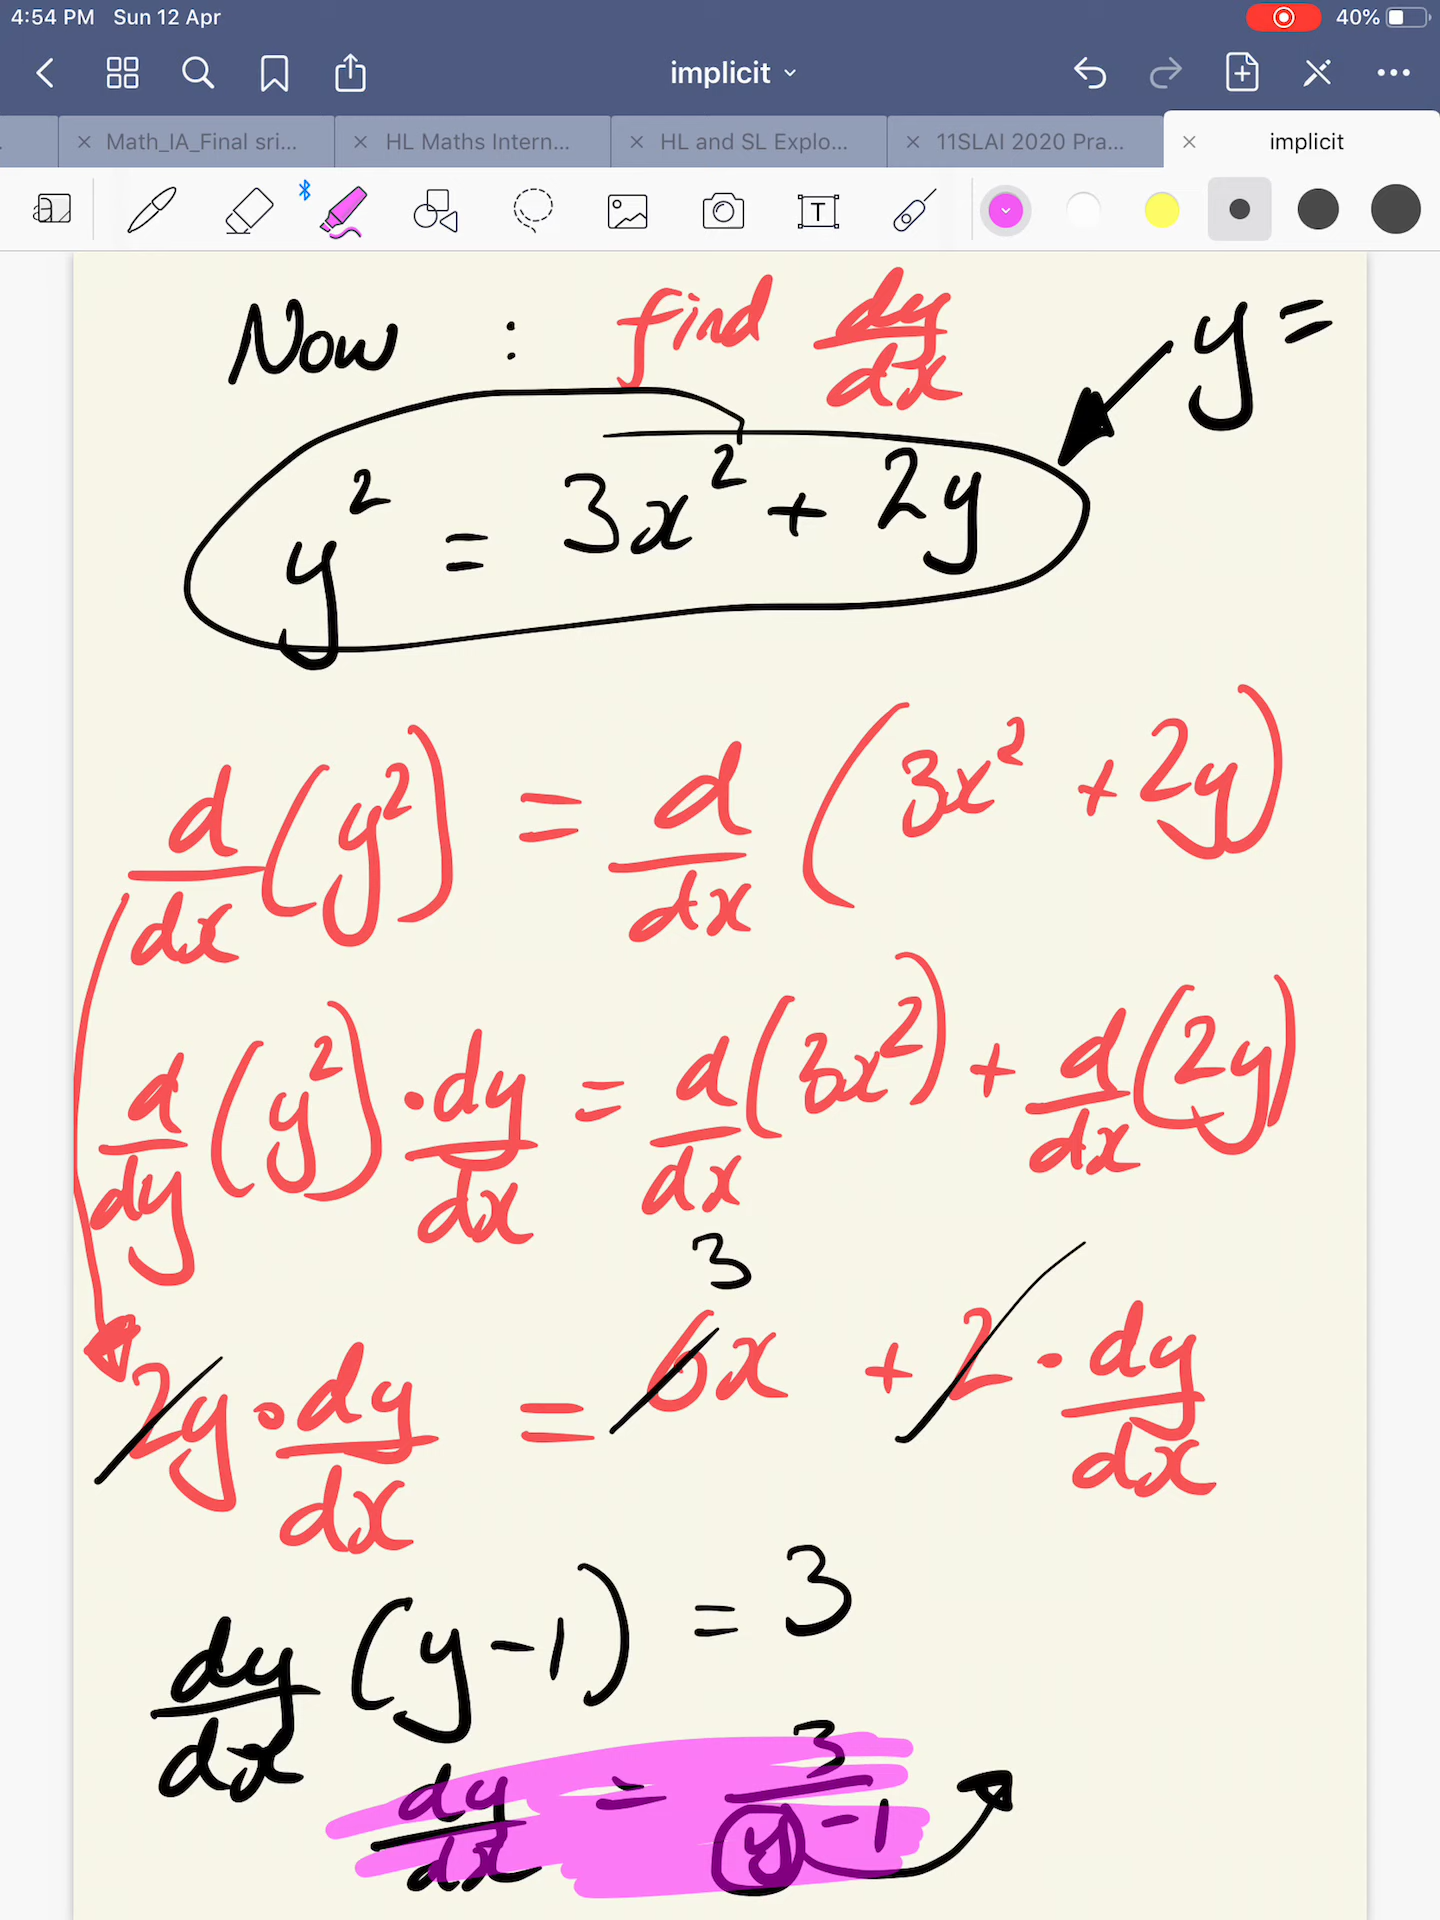 4:54 PM Sun 12 Apr 40%
implicit
Math_IA_Final sri... HL Maths Intern... HL and SL Explo... 11SLAI 2020 Pra... implicit
Now : find dy/dx y =
y² = 3x² + 2y
d/dx (y²) = d/dx (3x² + 2y)
d/dy (y²) · dy/dx = d/dx (3x²) + d/dx (2y)
3
2y · dy/dx = 6x + 2 · dy/dx
dy/dx (y - 1) = 3
dy/dx = 3/(y - 1)